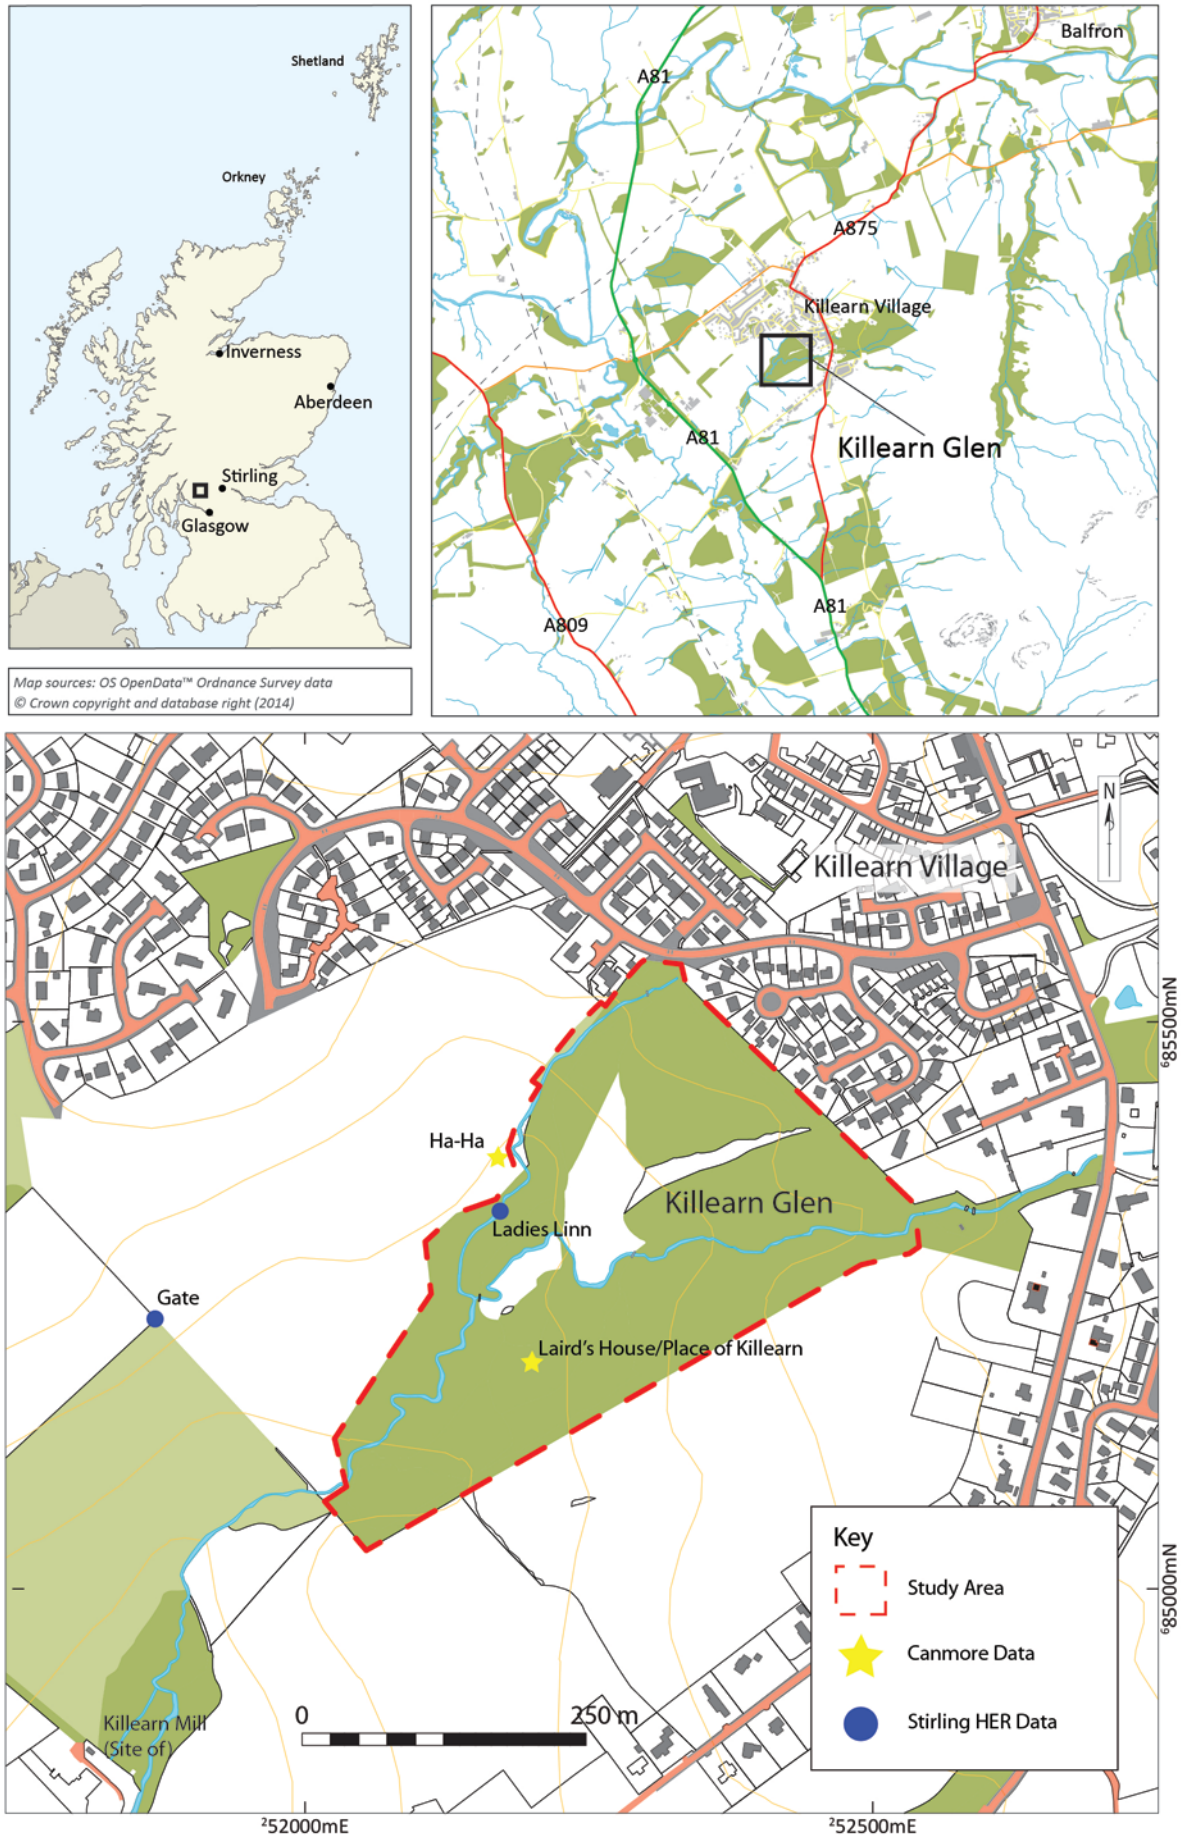 Shetland
Orkney
Inverness
Aberdeen
Stirling
Glasgow
Map sources: OS OpenData™ Ordnance Survey data
© Crown copyright and database right (2014)
Balfron
A81
A875
Killearn Village
A81
Killearn Glen
A81
A809
N
Killearn Village
⁶85500mN
Ha-Ha
Killearn Glen
Ladies Linn
Gate
Laird's House/Place of Killearn
Key
Study Area
Canmore Data
Stirling HER Data
⁶85000mN
Killearn Mill
(Site of)
0 250 m
²52000mE
²52500mE